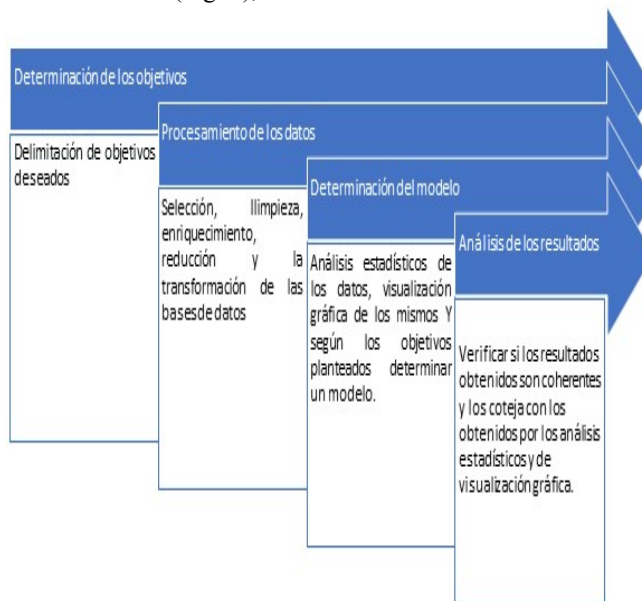 Determinación de los objetivos
Delimitación de objetivos
deseados
Procesamiento de los datos
Selección, llimpieza,
enriquecimiento,
reducción y la
transformación de las
bases de datos
Determinación del modelo
Análisis estadísticos de
los datos, visualización
gráfica de los mismos Y
según los objetivos
planteados determinar
un modelo.
Análisis de los resultados
Verificar si los resultados
obtenidos son coherentes
y los coteja con los
obtenidos por los análisis
estadísticos y de
visualización gráfica.